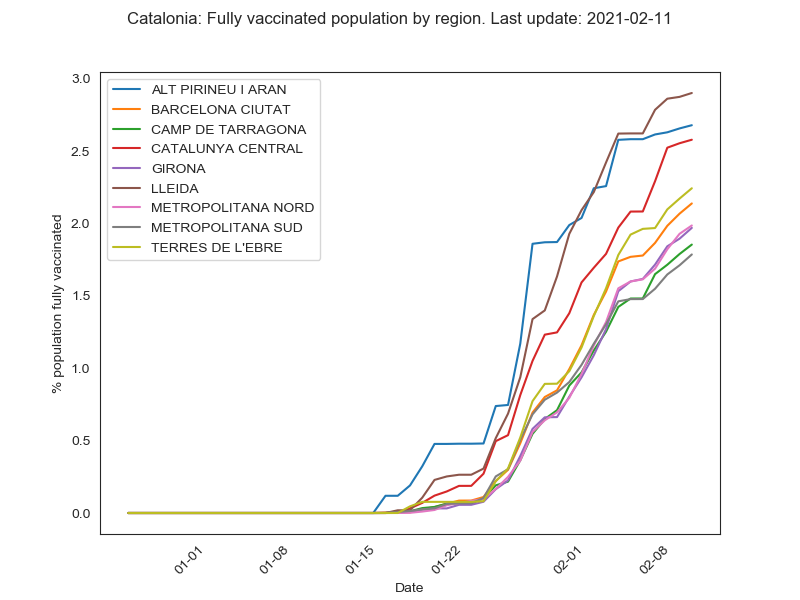 Catalonia: Fully vaccinated population by region. Last update: 2021-02-11
ALT PIRINEU I ARAN
BARCELONA CIUTAT
CAMP DE TARRAGONA
CATALUNYA CENTRAL
GIRONA
LLEIDA
METROPOLITANA NORD
METROPOLITANA SUD
TERRES DE L'EBRE
% population fully vaccinated
3.0
2.5
2.0
1.5
1.0
0.5
0.0
01-01
01-08
01-15
01-22
02-01
02-08
Date